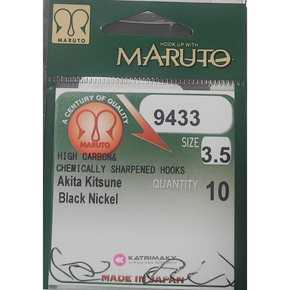 MARUTO
HOOK UP WITH
MARUTO
A CENTURY OF QUALITY
MARUTO
9433
SIZE
3.5
HIGH CARBON&
CHEMICALLY SHARPENED HOOKS
Akita Kitsune
QUANTITY
10
Black Nickel
KATRIMAKY
MADE IN JAPAN